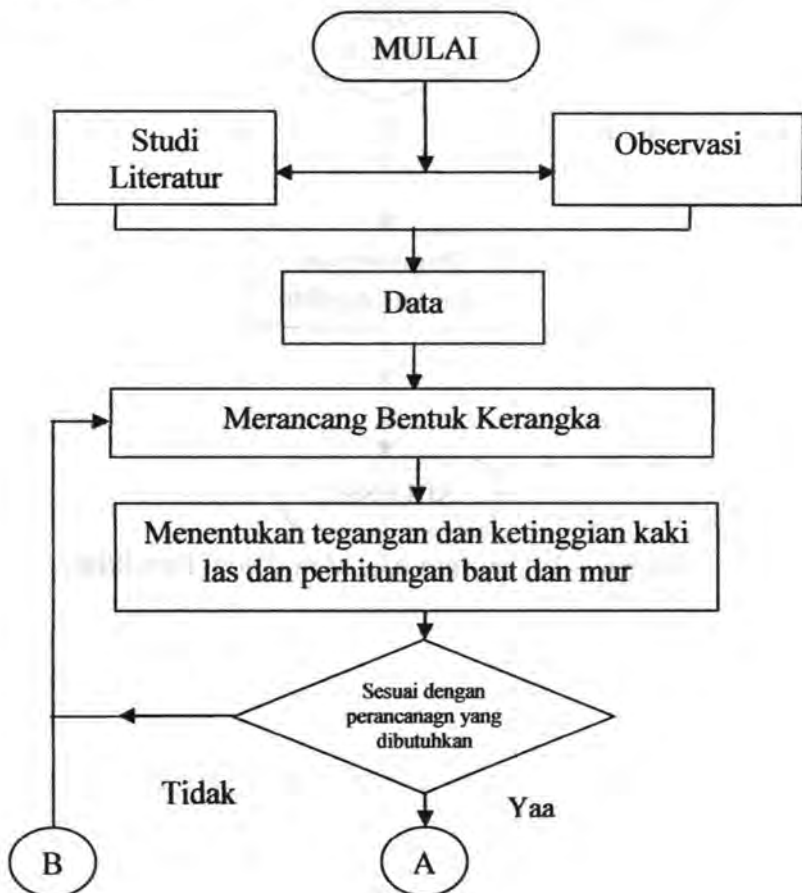 MULAI
Studi
Literatur
Observasi
Data
Merancang Bentuk Kerangka
Menentukan tegangan dan ketinggian kaki
las dan perhitungan baut dan mur
Sesuai dengan
perancanagn yang
dibutuhkan
Tidak
Yaa
B
A